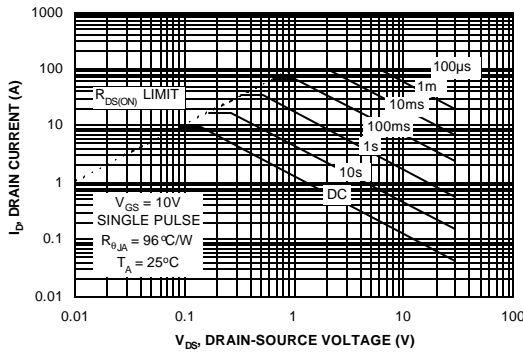 1000
100
10
1
0.1
0.01
I_D, DRAIN CURRENT (A)
R_DS(ON) LIMIT
100μs
1m
10ms
100ms
1s
10s
DC
V_GS = 10V
SINGLE PULSE
R_θJA = 96°C/W
T_A = 25°C
0.01 0.1 1 10 100
V_DS, DRAIN-SOURCE VOLTAGE (V)